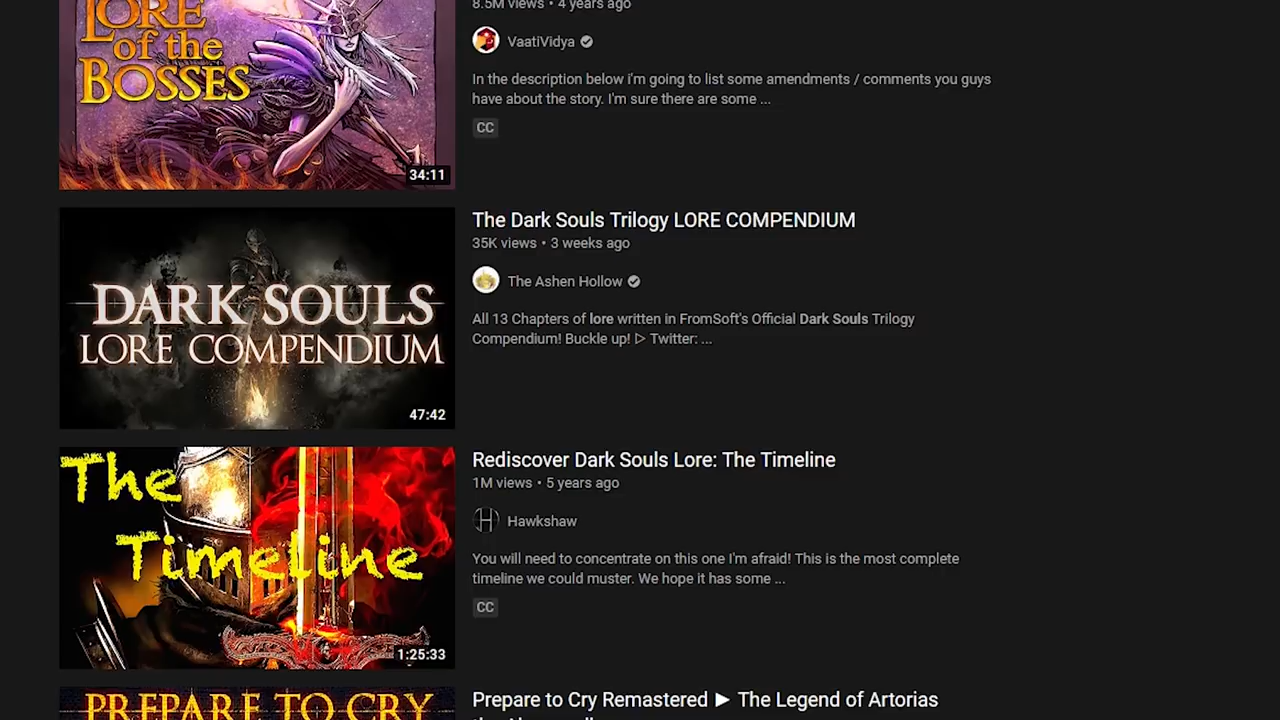 LORE
of the
BOSSES
34:11
8.5M views • 4 years ago
VaatiVidya
In the description below i'm going to list some amendments / comments you guys
have about the story. I'm sure there are some ...
CC
DARK SOULS
LORE COMPENDIUM
47:42
The Dark Souls Trilogy LORE COMPENDIUM
35K views • 3 weeks ago
The Ashen Hollow
All 13 Chapters of lore written in FromSoft's Official Dark Souls Trilogy
Compendium! Buckle up! ▷ Twitter: ...
The
Timeline
1:25:33
Rediscover Dark Souls Lore: The Timeline
1M views • 5 years ago
H Hawkshaw
You will need to concentrate on this one I'm afraid! This is the most complete
timeline we could muster. We hope it has some ...
CC
PREPARE TO CRY
Prepare to Cry Remastered ► The Legend of Artorias